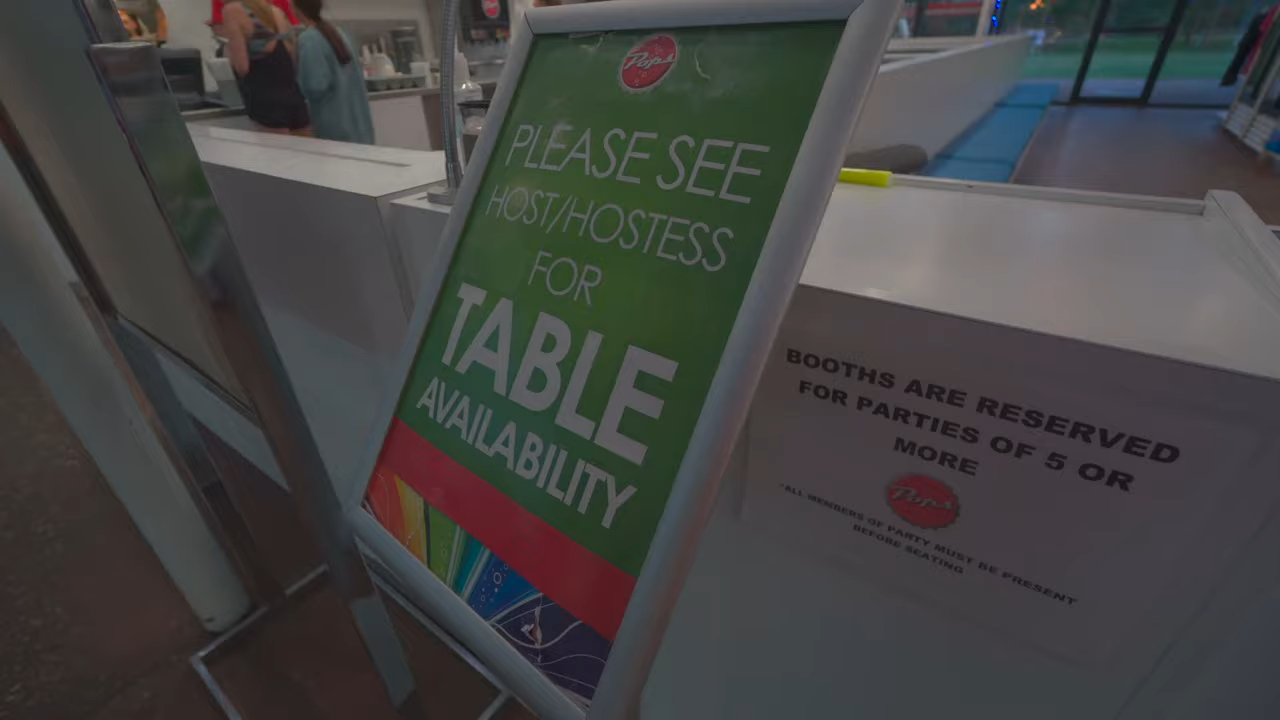 Pops
PLEASE SEE
HOST/HOSTESS
FOR
TABLE
AVAILABILITY
BOOTHS ARE RESERVED
FOR PARTIES OF 5 OR
MORE
Pops
*ALL MEMBERS OF PARTY MUST BE PRESENT
BEFORE SEATING